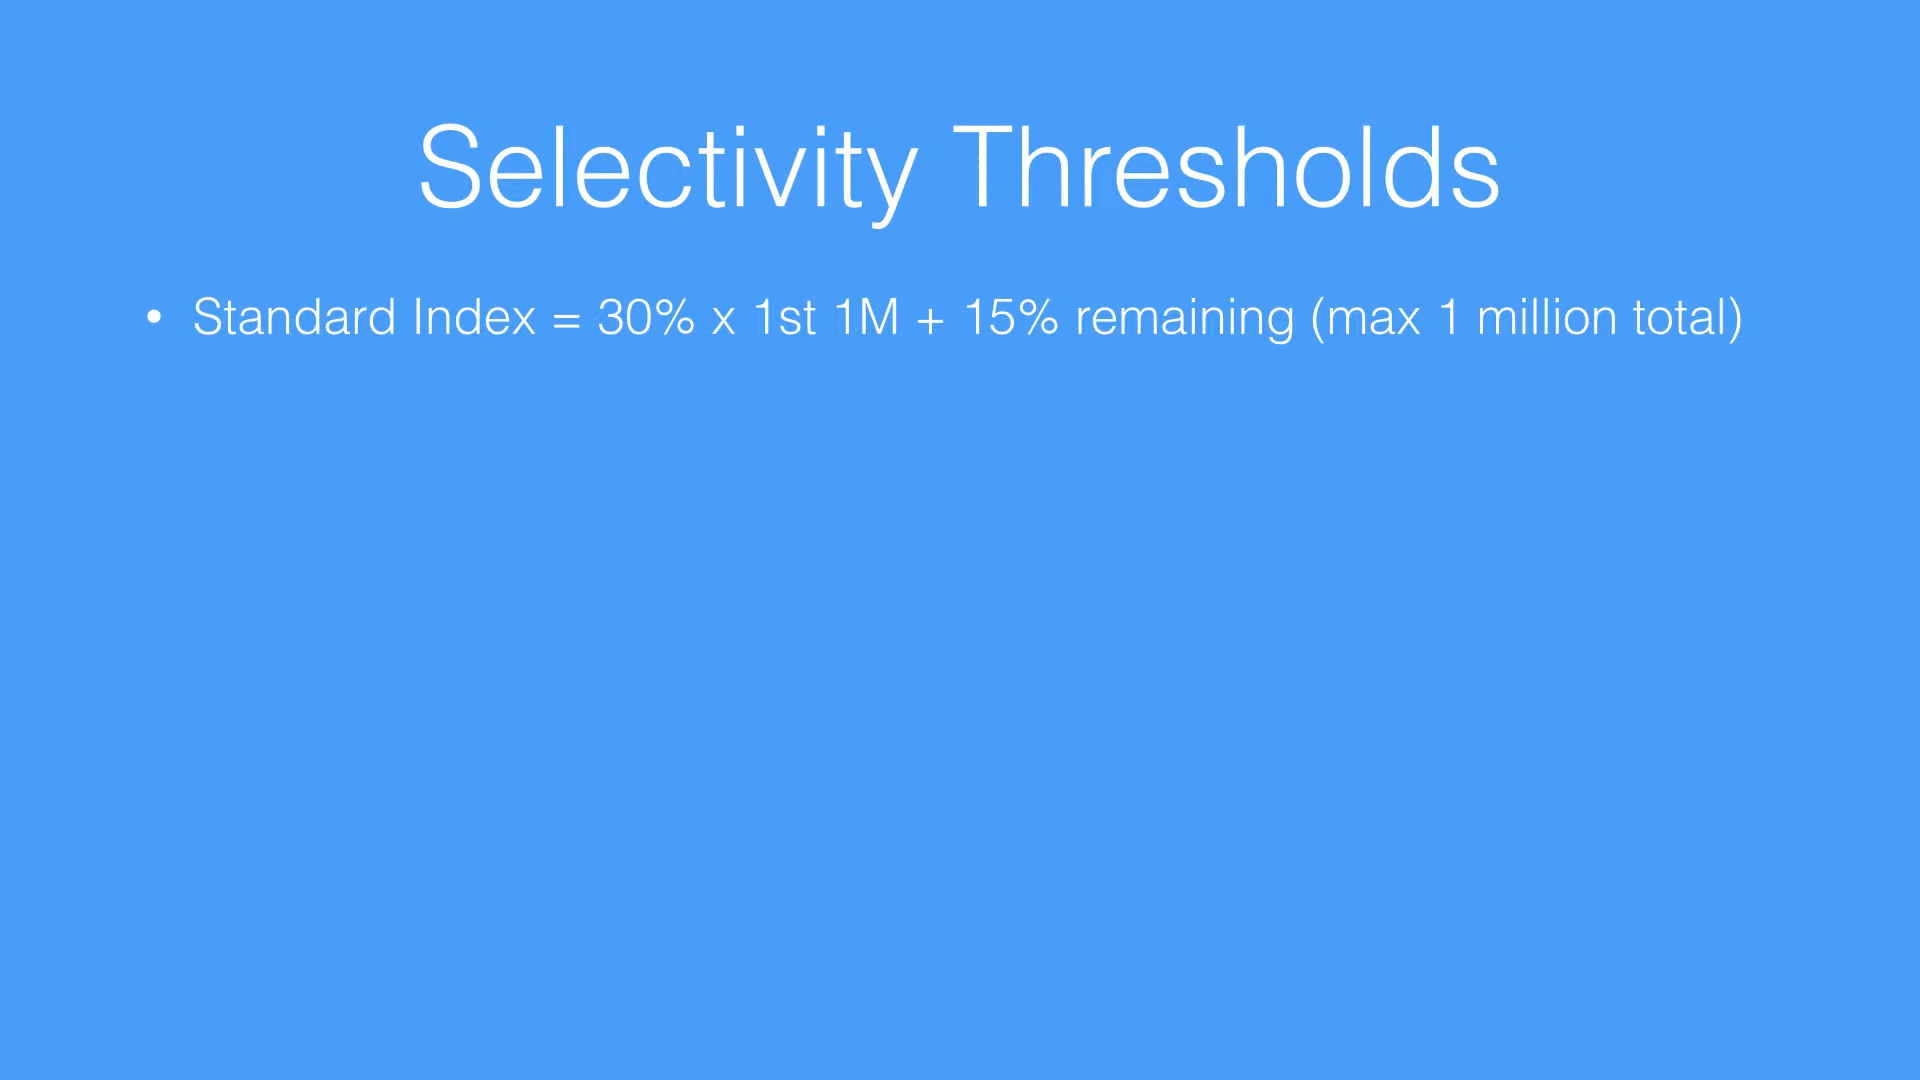 Selectivity Thresholds
• Standard Index = 30% x 1st 1M + 15% remaining (max 1 million total)